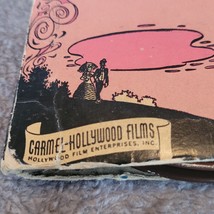 CARMEL-HOLLYWOOD FILMS
HOLLYWOOD FILM ENTERPRISES, INC.